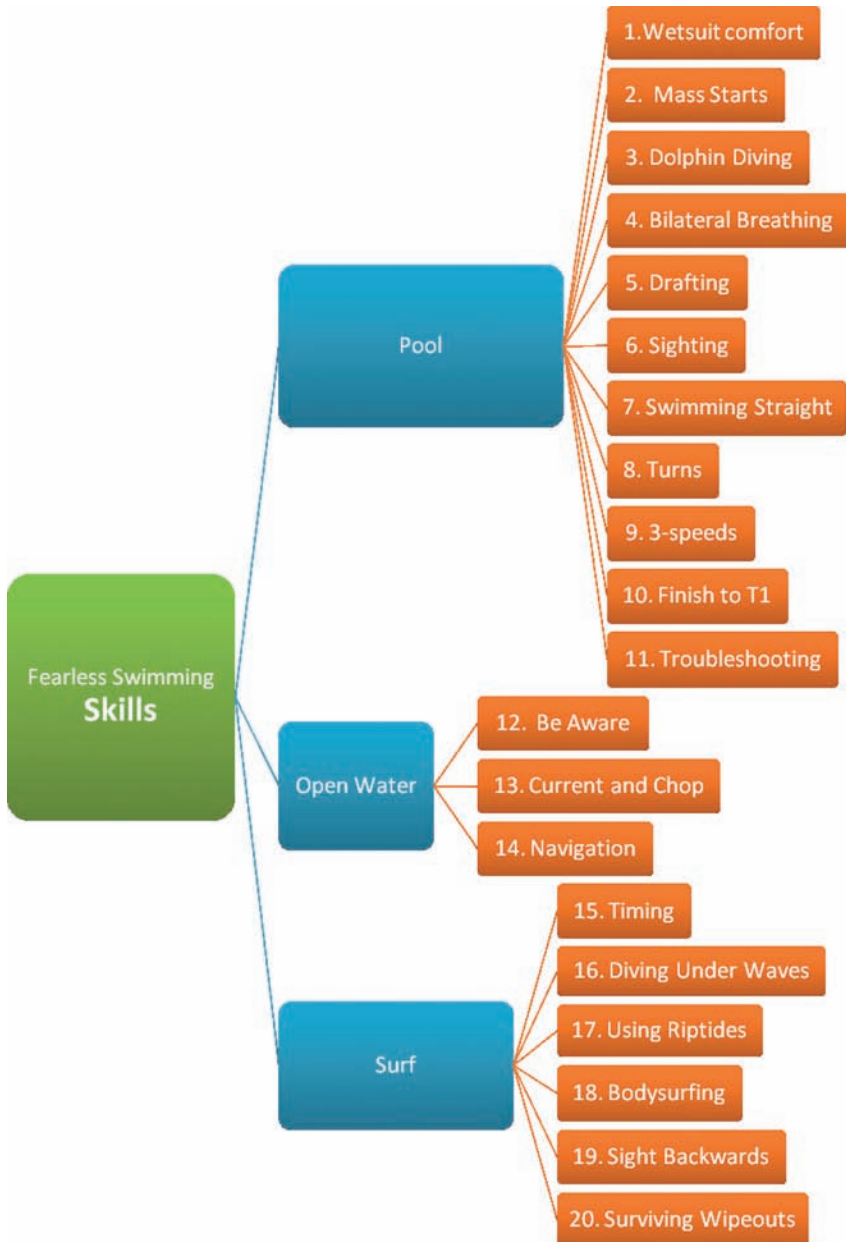 Fearless Swimming
Skills
Pool
1.Wetsuit comfort
2. Mass Starts
3. Dolphin Diving
4. Bilateral Breathing
5. Drafting
6. Sighting
7. Swimming Straight
8. Turns
9. 3-speeds
10. Finish to T1
11. Troubleshooting
Open Water
12. Be Aware
13. Current and Chop
14. Navigation
Surf
15. Timing
16. Diving Under Waves
17. Using Riptides
18. Bodysurfing
19. Sight Backwards
20. Surviving Wipeouts